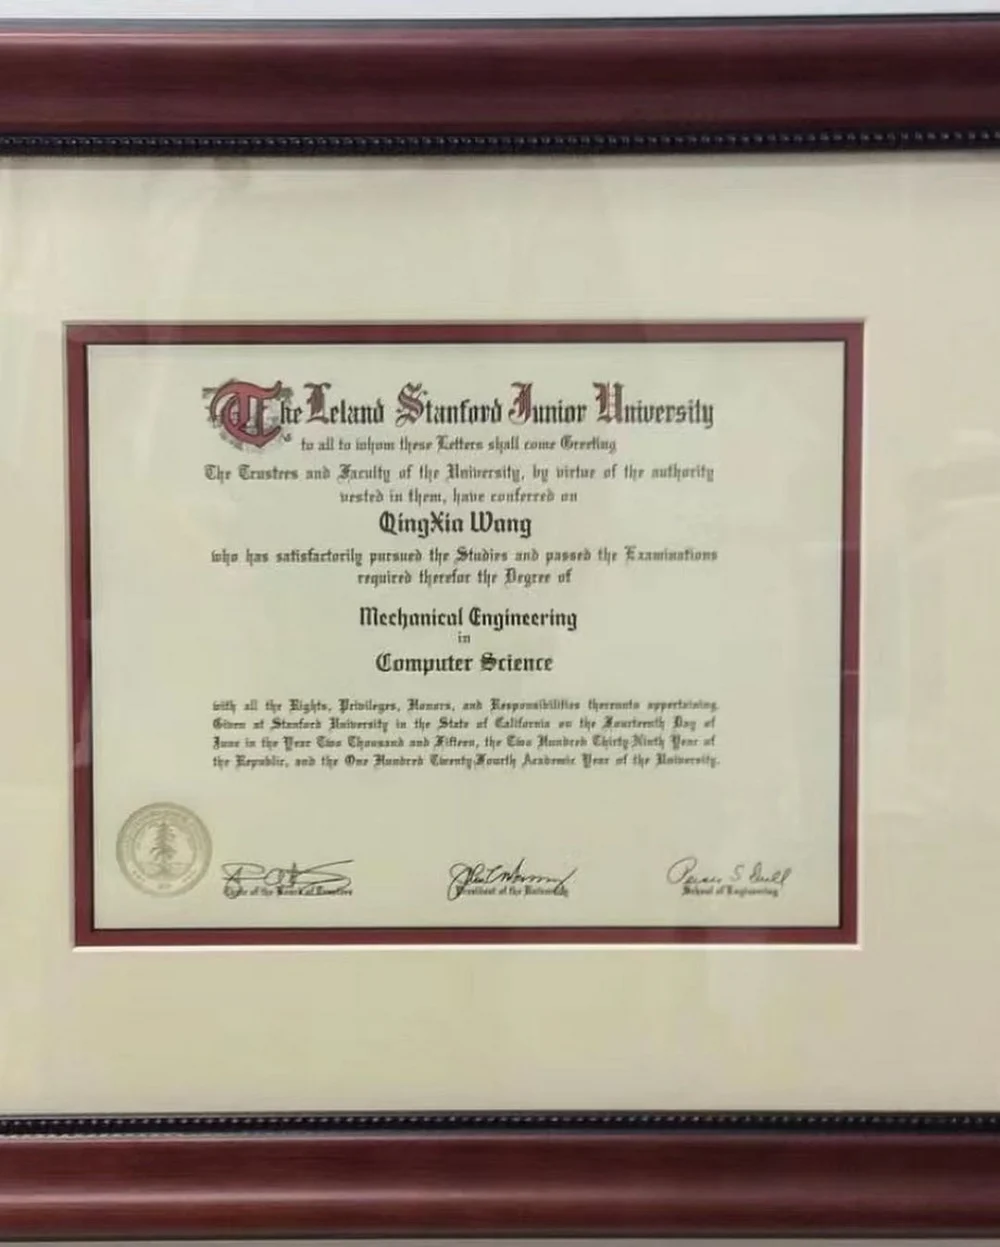 The Leland Stanford Junior University
to all to whom these Letters shall come Greeting
The Trustees and Faculty of the University, by virtue of the authority
vested in them, have conferred on
QingXia Wang
who has satisfactorily pursued the Studies and passed the Examinations
required therefor the Degree of
Mechanical Engineering
in
Computer Science
with all the Rights, Privileges, Honors, and Responsibilities thereunto appertaining.
Given at Stanford University in the State of California on the Fourteenth Day of
June in the Year Two Thousand and Fifteen, the Two Hundred Thirty-Ninth Year of
the Republic, and the One Hundred Twenty-Fourth Academic Year of the University.
of the Board of Trustees
President of the University
School of Engineering